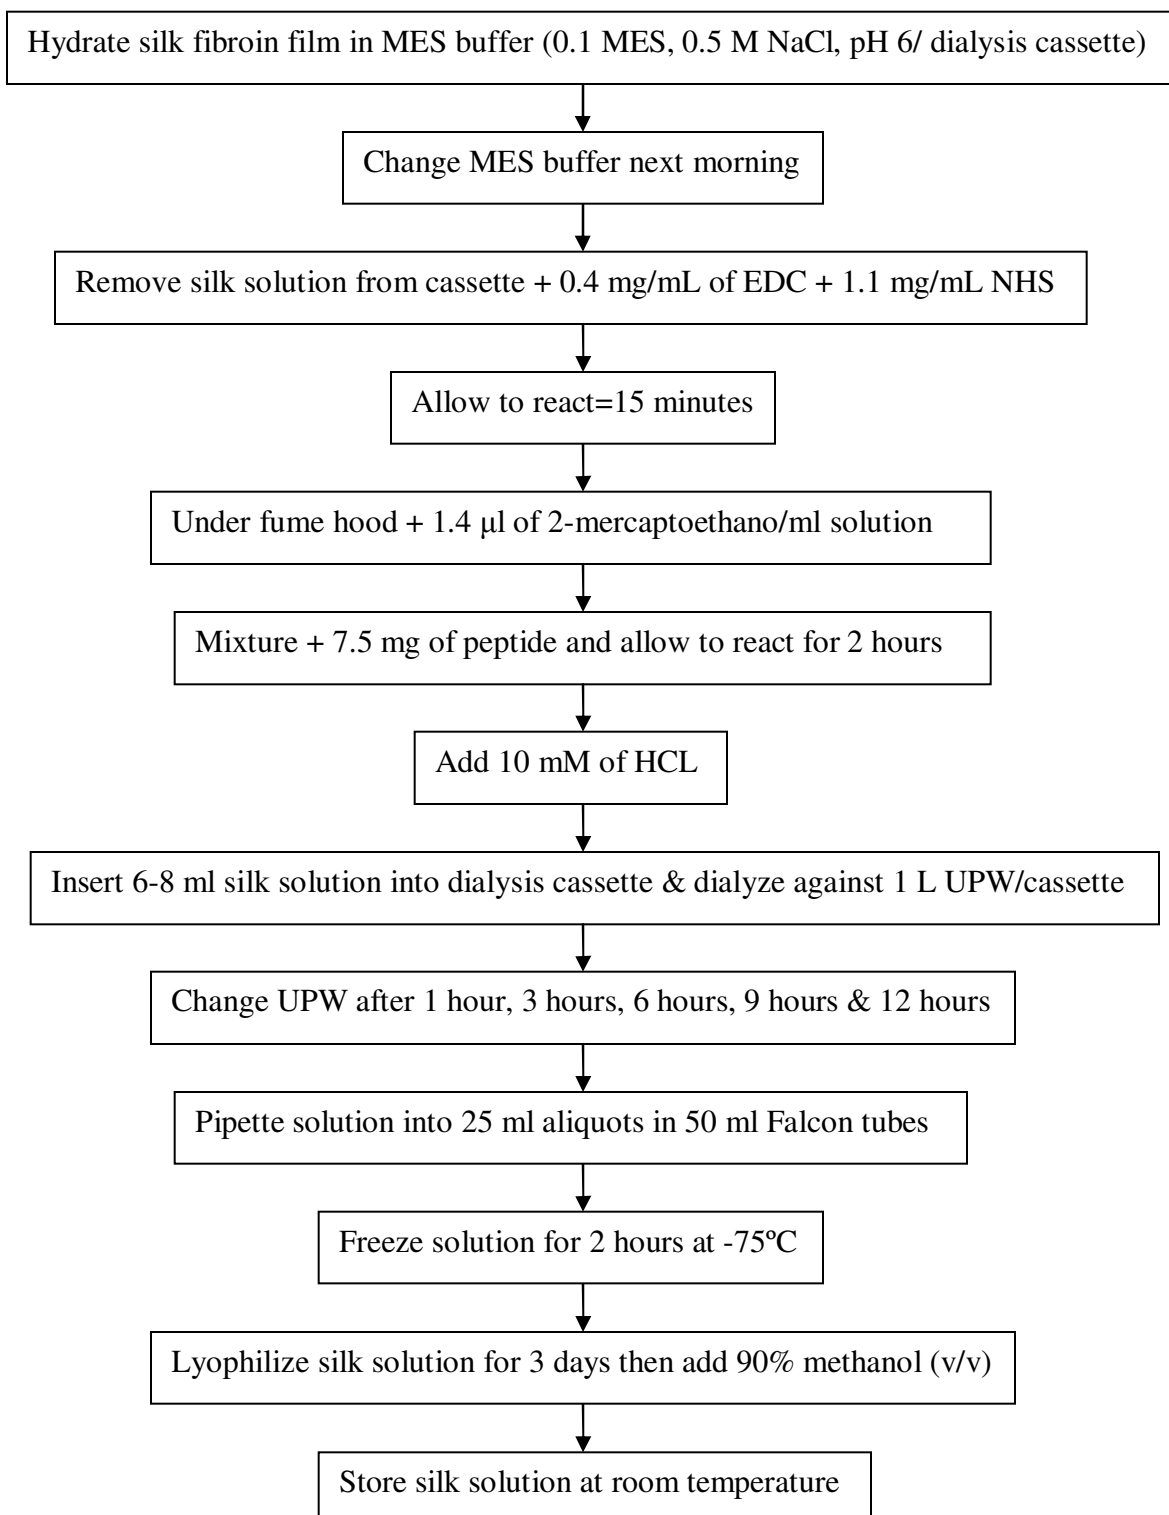 Hydrate silk fibroin film in MES buffer (0.1 MES, 0.5 M NaCl, pH 6/ dialysis cassette)
Change MES buffer next morning
Remove silk solution from cassette + 0.4 mg/mL of EDC + 1.1 mg/mL NHS
Allow to react=15 minutes
Under fume hood + 1.4 µl of 2-mercaptoethano/ml solution
Mixture + 7.5 mg of peptide and allow to react for 2 hours
Add 10 mM of HCL
Insert 6-8 ml silk solution into dialysis cassette & dialyze against 1 L UPW/cassette
Change UPW after 1 hour, 3 hours, 6 hours, 9 hours & 12 hours
Pipette solution into 25 ml aliquots in 50 ml Falcon tubes
Freeze solution for 2 hours at -75ºC
Lyophilize silk solution for 3 days then add 90% methanol (v/v)
Store silk solution at room temperature